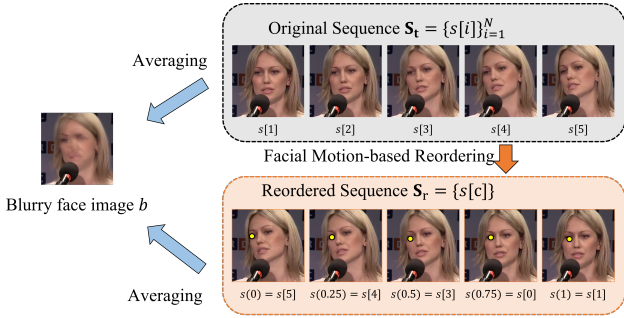 Original Sequence S_t = {s[i]}_{i=1}^N
Averaging
s[1] s[2] s[3] s[4] s[5]
Facial Motion-based Reordering
Reordered Sequence S_r = {s[c]}
Blurry face image b
s(0) = s[5] s(0.25) = s[4] s(0.5) = s[3] s(0.75) = s[0] s(1) = s[1]
Averaging